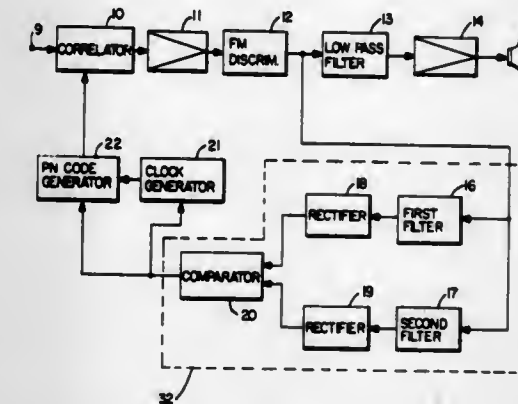 10
11
12
13
14
9
CORRELATOR
FM
DISCRIM.
LOW PASS
FILTER
22
21
PN CODE
GENERATOR
CLOCK
GENERATOR
18
16
RECTIFIER
FIRST
FILTER
COMPARATOR
20
19
17
RECTIFIER
SECOND
FILTER
32